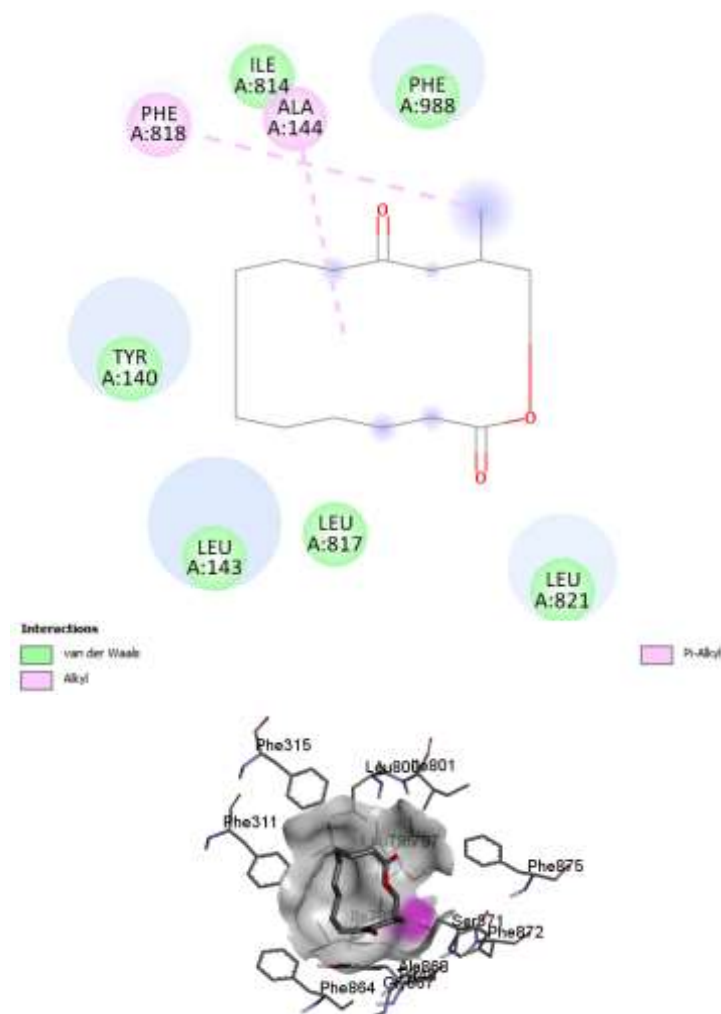 ILE
A:814
PHE
A:988
PHE
A:818
ALA
A:144
O
TYR
A:140
O
O
LEU
A:817
LEU
A:143
LEU
A:821
Interactions
van der Waals
Pi-Alkyl
Alkyl
Phe315
Phe311
Phe875
Ser871
Phe872
Ala868
Phe864